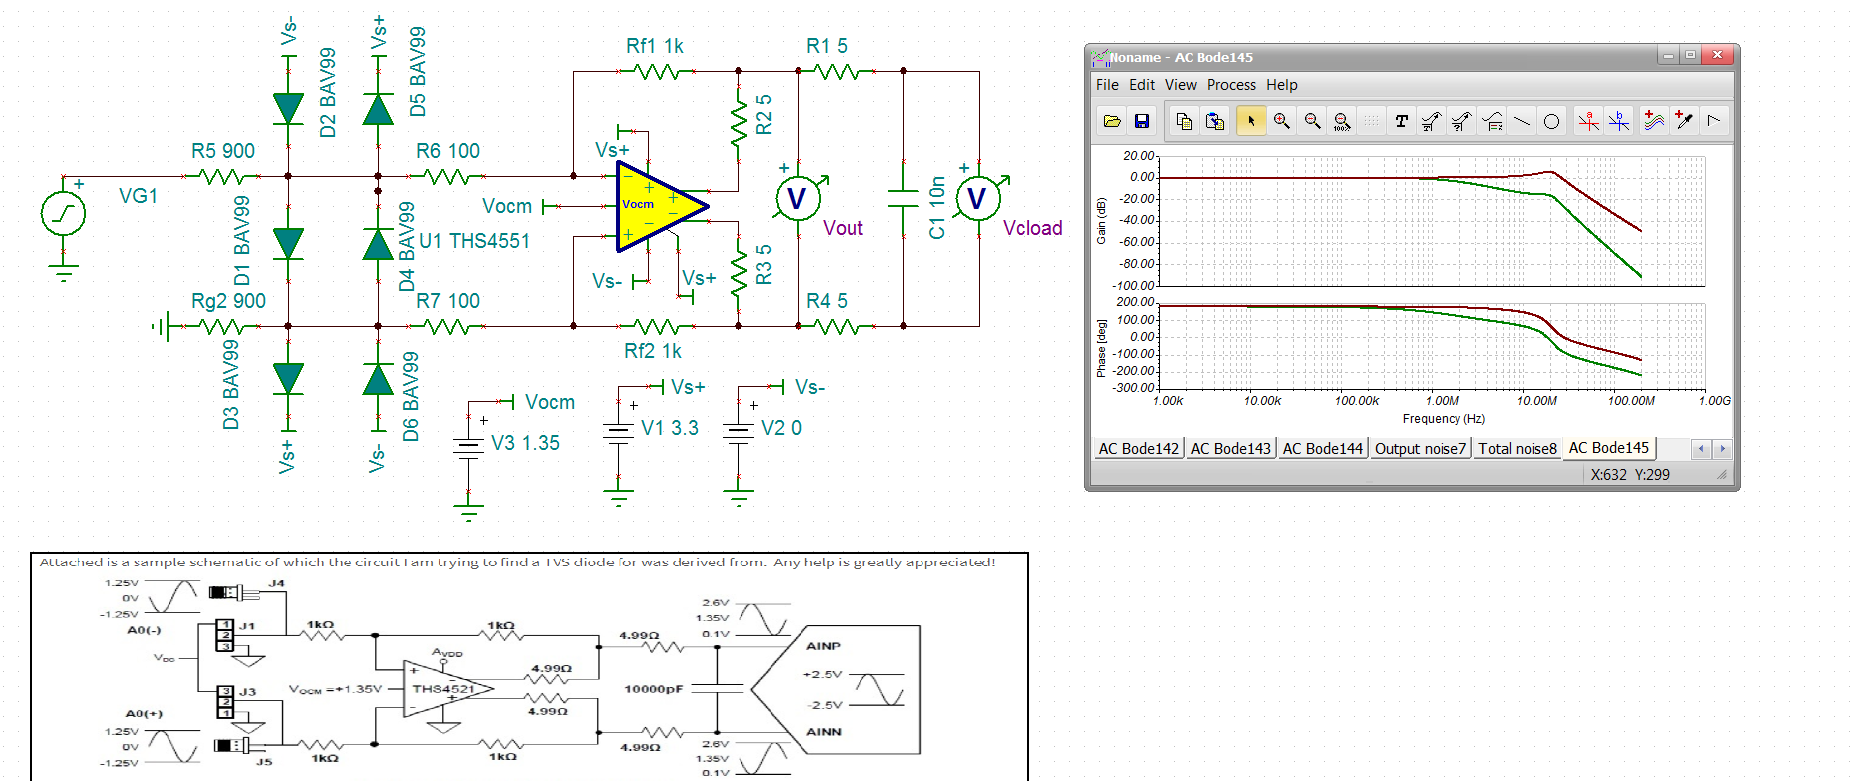 Vs-
Vs+
D2 BAV99
D5 BAV99
Rf1 1k
R1 5
R2 5
Vs+
R5 900
R6 100
VG1
Vocm
Vocm
V
V
Vout
C1 10n
Vcload
D1 BAV99
D4 BAV99
U1 THS4551
Vs-
Vs+
R3 5
Rg2 900
R7 100
R4 5
Rf2 1k
D3 BAV99
D6 BAV99
Vs+
Vs-
Vocm
V3 1.35
Vs+
V1 3.3
Vs-
V2 0
Noname - AC Bode145
File Edit View Process Help
20.00
0.00
-20.00
-40.00
-60.00
-80.00
-100.00
Gain (dB)
200.00
100.00
0.00
-100.00
-200.00
-300.00
Phase [deg]
1.00k 10.00k 100.00k 1.00M 10.00M 100.00M 1.00G
Frequency (Hz)
AC Bode142 AC Bode143 AC Bode144 Output noise7 Total noise8 AC Bode145
X:632 Y:299
Attached is a sample schematic of which the circuit I am trying to find a TVS diode for was derived from. Any help is greatly appreciated!
1.25V
0V
-1.25V
J4
A0(-)
1
2
3
J1
1kΩ
1kΩ
4.99Ω
2.6V
1.35V
0.1V
VDD
AVDD
4.99Ω
AINP
+2.5V
-2.5V
VOCM =+1.35V
THS4521
10000pF
3
2
1
J3
4.99Ω
A0(+)
1.25V
0V
-1.25V
J5
1kΩ
1kΩ
4.99Ω
AINN
2.6V
1.35V
0.1V